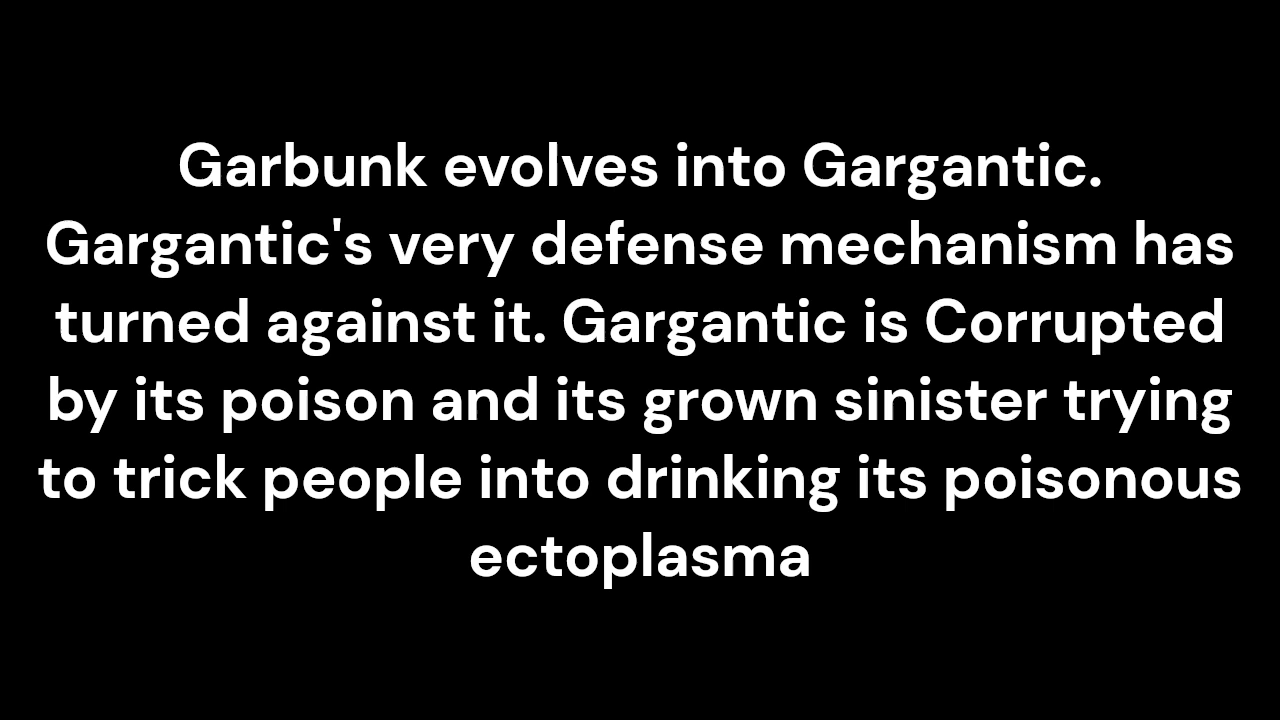 Garbunk evolves into Gargantic.
Gargantic's very defense mechanism has
turned against it. Gargantic is Corrupted
by its poison and its grown sinister trying
to trick people into drinking its poisonous
ectoplasma